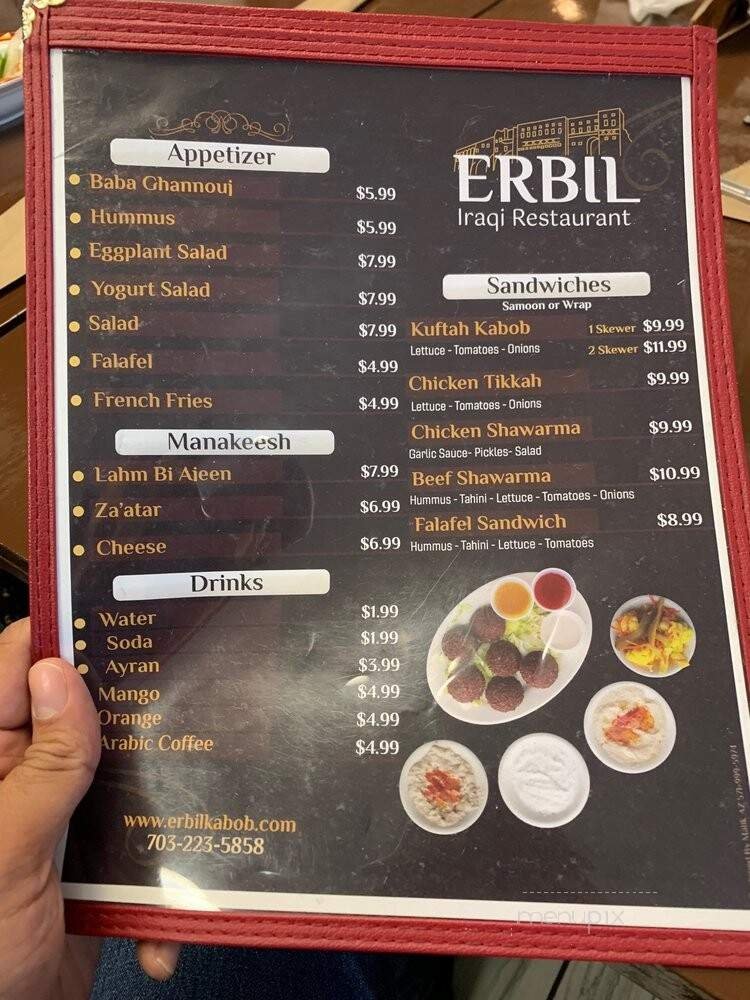 Appetizer
Baba Ghannouj $5.99
Hummus $5.99
Eggplant Salad $7.99
Yogurt Salad $7.99
Salad $7.99
Falafel $4.99
French Fries $4.99
Manakeesh
Lahm Bi Ajeen $7.99
Za'atar $6.99
Cheese $6.99
Drinks
Water $1.99
Soda $1.99
Ayran $3.99
Mango $4.99
Orange $4.99
Arabic Coffee $4.99
www.erbilkabob.com
703-223-5858
ERBIL
Iraqi Restaurant
Sandwiches
Samoon or Wrap
Kuftah Kabob 1 Skewer $9.99
Lettuce - Tomatoes - Onions 2 Skewer $11.99
Chicken Tikkah $9.99
Lettuce - Tomatoes - Onions
Chicken Shawarma $9.99
Garlic Sauce- Pickles- Salad
Beef Shawarma $10.99
Hummus - Tahini - Lettuce - Tomatoes - Onions
Falafel Sandwich $8.99
Hummus - Tahini - Lettuce - Tomatoes
By Malik AZ 571-999-5974
menupix